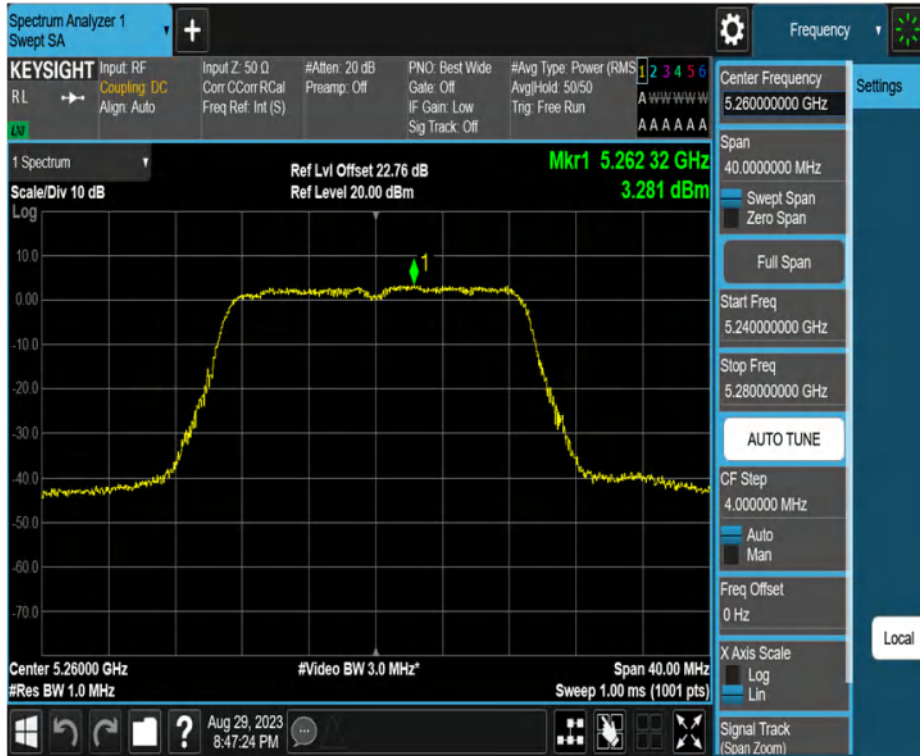 Spectrum Analyzer 1
Swept SA
+
Frequency
KEYSIGHT
RL
LXI
Input: RF
Coupling: DC
Align: Auto
Input Z: 50 Ω
Corr CCorr RCal
Freq Ref: Int (S)
#Atten: 20 dB
Preamp: Off
PNO: Best Wide
Gate: Off
IF Gain: Low
Sig Track: Off
#Avg Type: Power (RMS
Avg|Hold: 50/50
Trig: Free Run
1 2 3 4 5 6
A W W W W W
A A A A A A
1 Spectrum
Scale/Div 10 dB
Log
Ref Lvl Offset 22.76 dB
Ref Level 20.00 dBm
Mkr1 5.262 32 GHz
3.281 dBm
1
10.0
0.00
-10.0
-20.0
-30.0
-40.0
-50.0
-60.0
-70.0
Center 5.26000 GHz
#Video BW 3.0 MHz*
Span 40.00 MHz
#Res BW 1.0 MHz
Sweep 1.00 ms (1001 pts)
?
Aug 29, 2023
8:47:24 PM
Center Frequency
5.260000000 GHz
Settings
Span
40.0000000 MHz
Swept Span
Zero Span
Full Span
Start Freq
5.240000000 GHz
Stop Freq
5.280000000 GHz
AUTO TUNE
CF Step
4.000000 MHz
Auto
Man
Freq Offset
0 Hz
X Axis Scale
Log
Lin
Local
Signal Track
(Span Zoom)